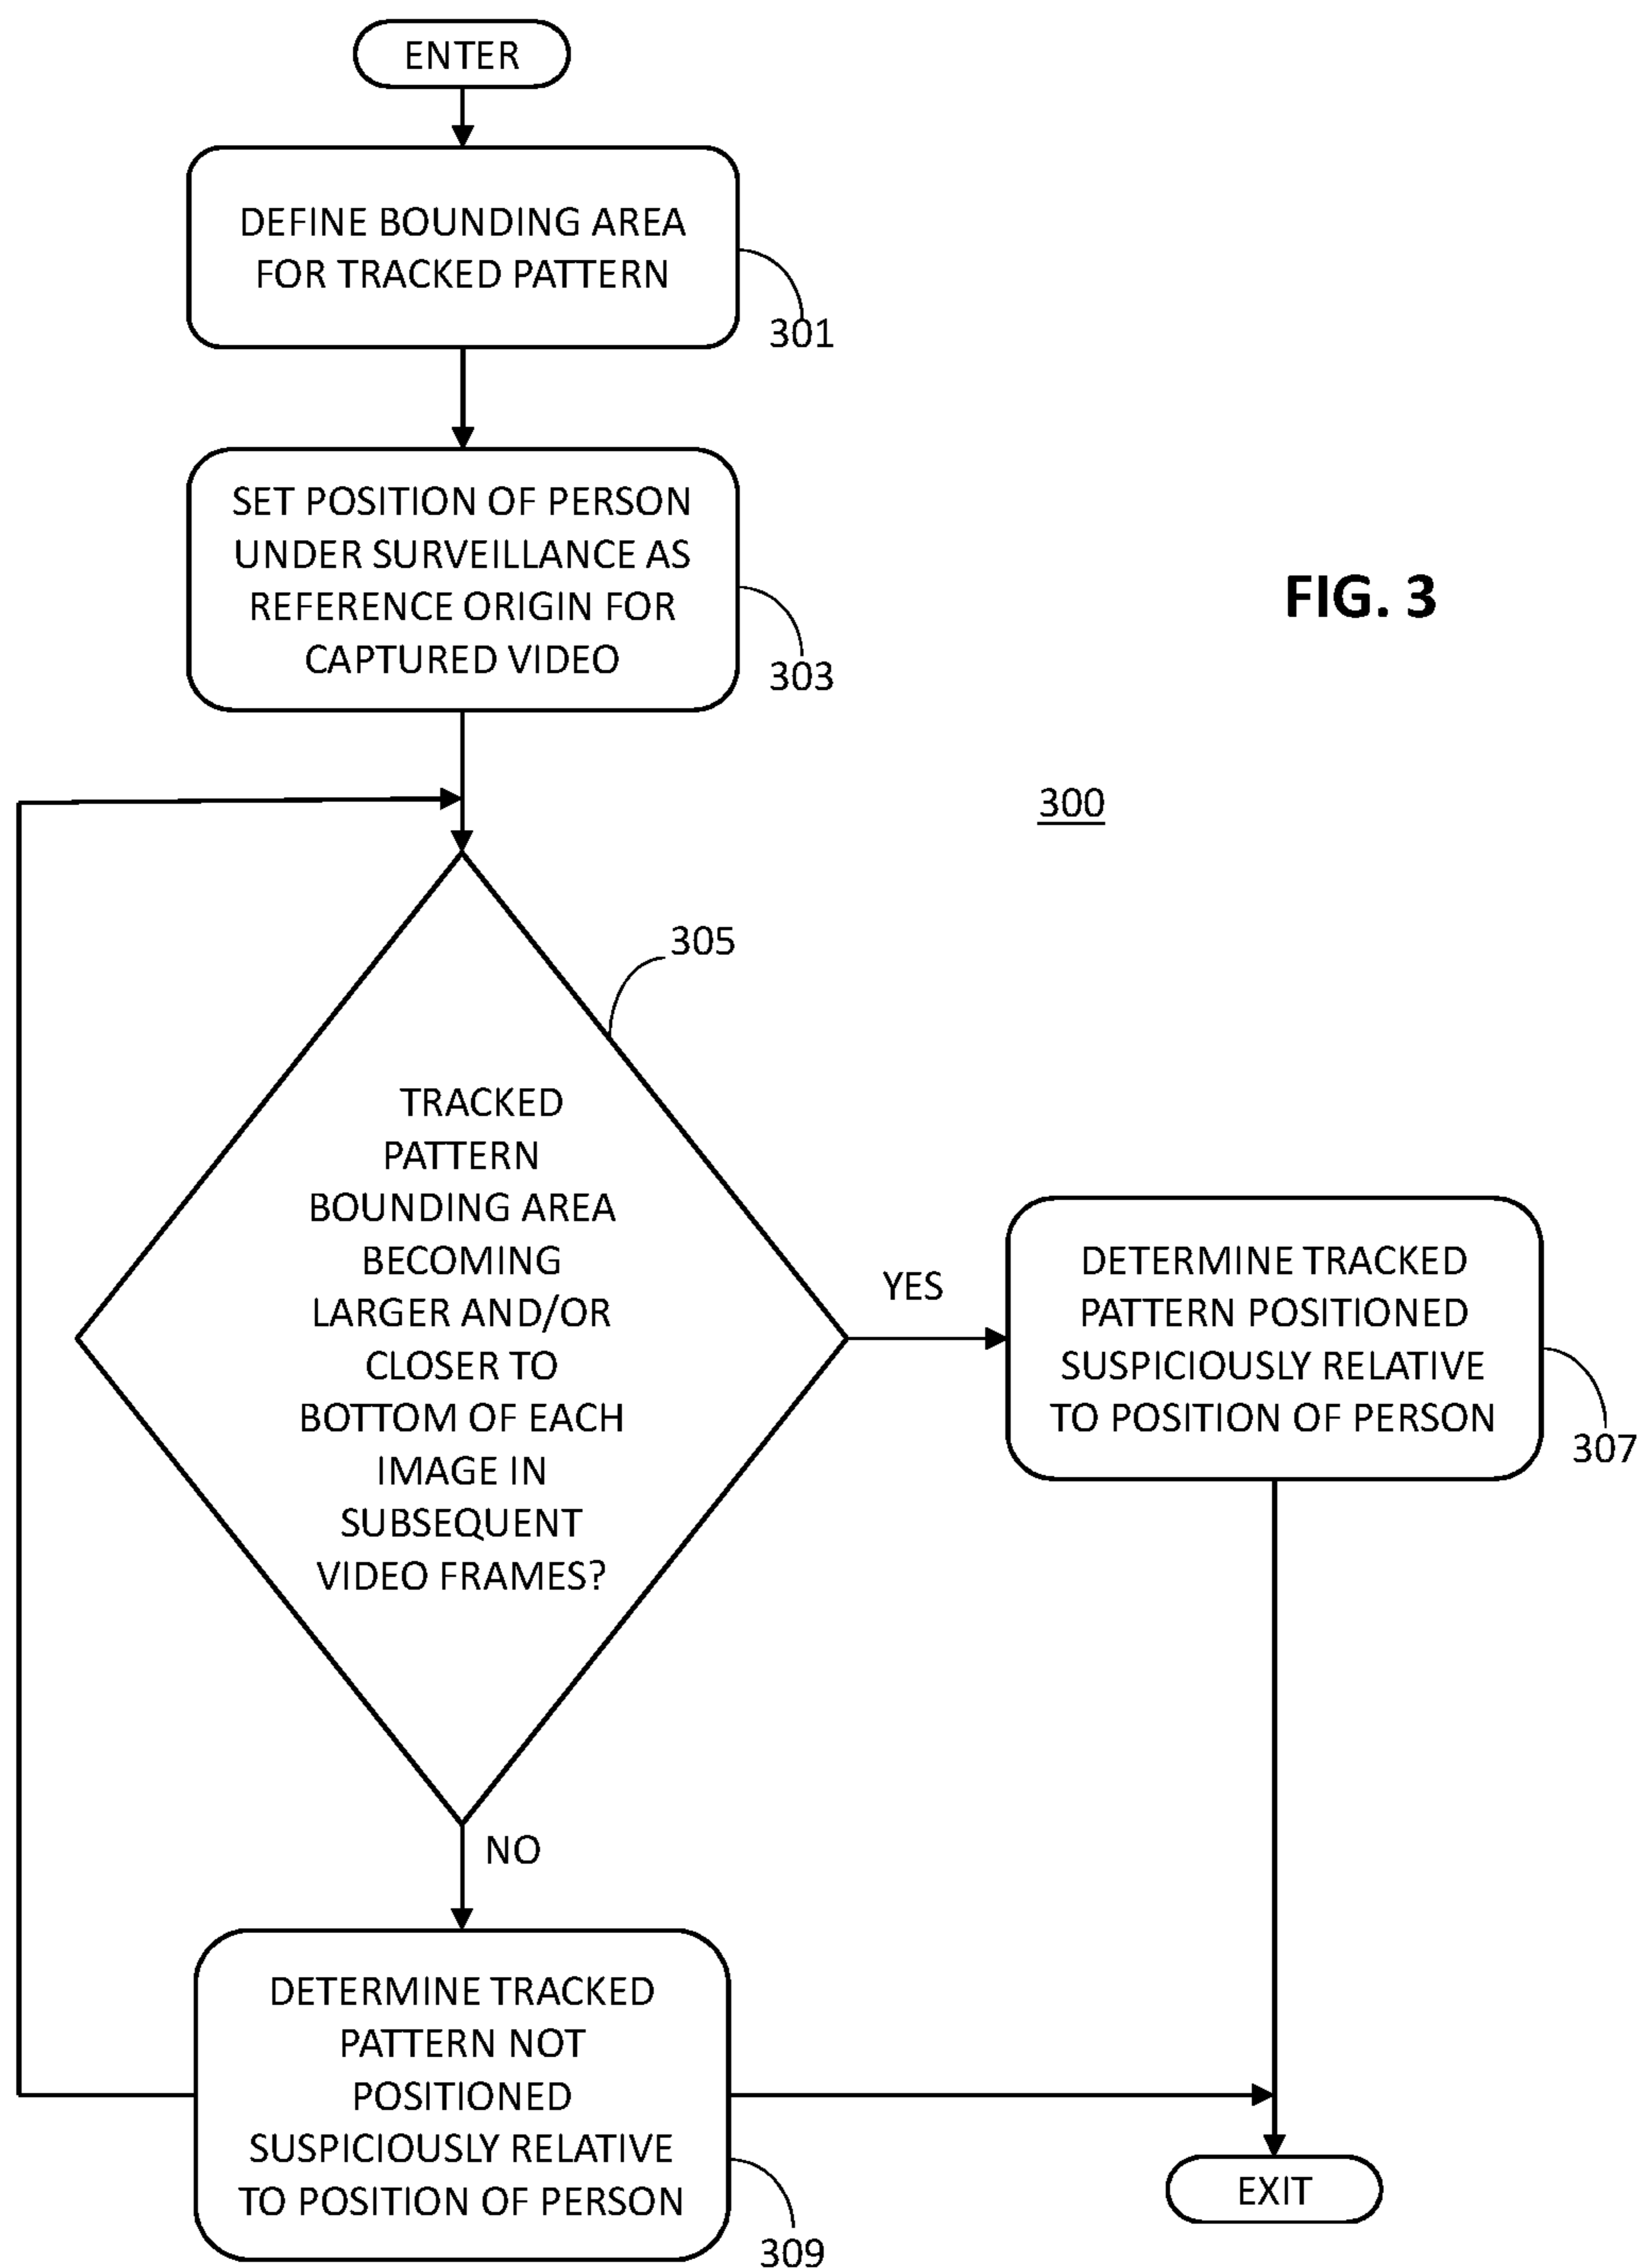 ENTER
DEFINE BOUNDING AREA
FOR TRACKED PATTERN
301
SET POSITION OF PERSON
UNDER SURVEILLANCE AS
REFERENCE ORIGIN FOR
CAPTURED VIDEO
303
FIG. 3
300
305
TRACKED
PATTERN
BOUNDING AREA
BECOMING
LARGER AND/OR
CLOSER TO
BOTTOM OF EACH
IMAGE IN
SUBSEQUENT
VIDEO FRAMES?
YES
DETERMINE TRACKED
PATTERN POSITIONED
SUSPICIOUSLY RELATIVE
TO POSITION OF PERSON
307
NO
DETERMINE TRACKED
PATTERN NOT
POSITIONED
SUSPICIOUSLY RELATIVE
TO POSITION OF PERSON
309
EXIT